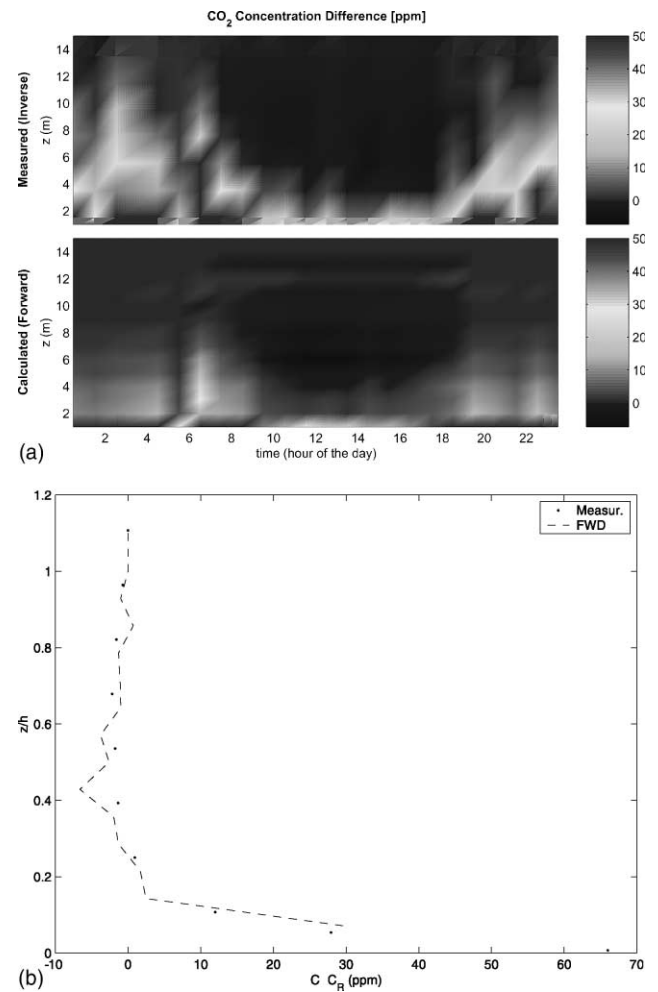 CO2 Concentration Difference [ppm]
Measured (Inverse)
z (m)
14
12
10
8
6
4
2
50
40
30
20
10
0
Calculated (Forward)
z (m)
14
12
10
8
6
4
2
50
40
30
20
10
0
2 4 6 8 10 12 14 16 18 20 22
time (hour of the day)
(a)
1.2
1
0.8
0.6
0.4
0.2
0
z/h
Measur.
FWD
-10 0 10 20 30 40 50 60 70
C CR (ppm)
(b)